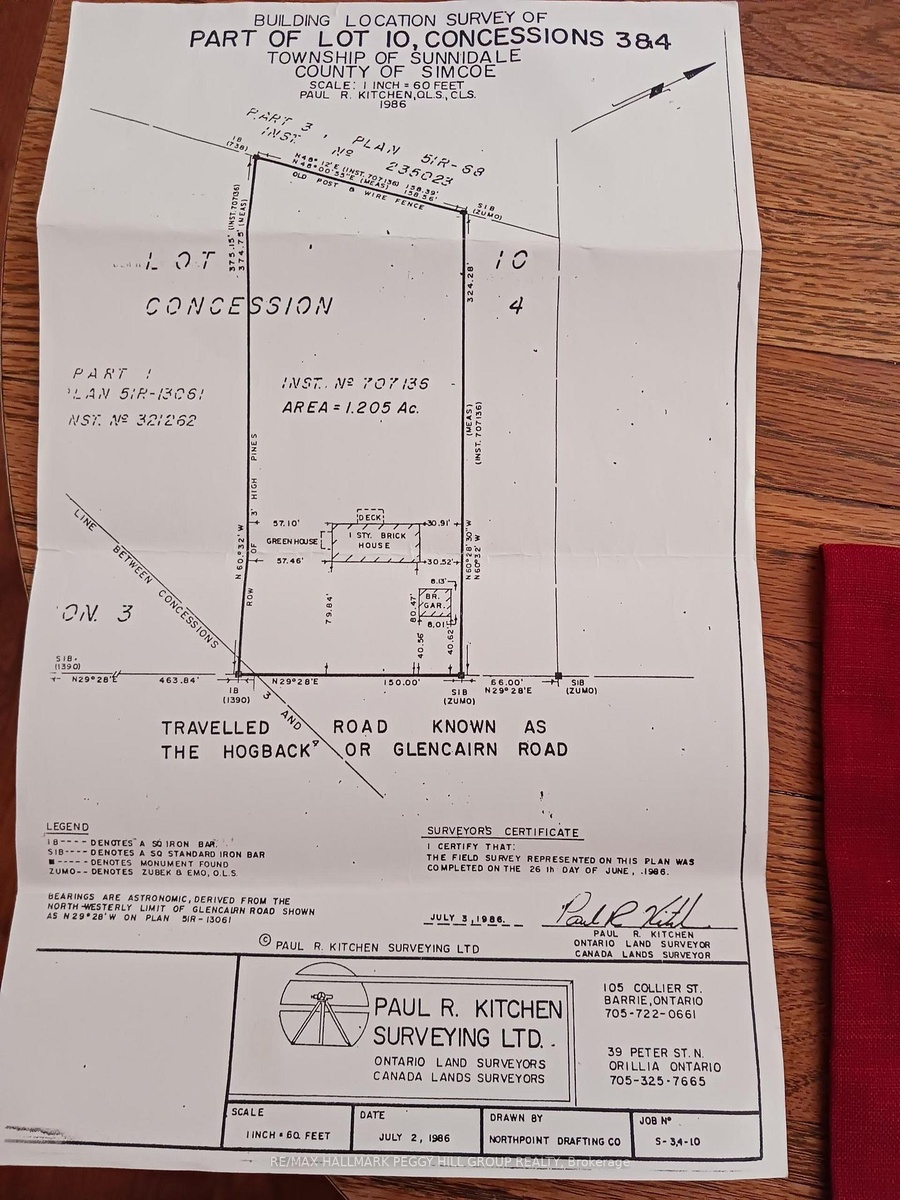 BUILDING LOCATION SURVEY OF
PART OF LOT 10, CONCESSIONS 3&4
TOWNSHIP OF SUNNIDALE
COUNTY OF SIMCOE
SCALE: 1 INCH = 60 FEET
PAUL R. KITCHEN, O.L.S., C.L.S.
1986
PART 3, PLAN 51R-68
INST. Nº 235023
IB
(738)
N48°12'E (INST. 707136) 158.39'
N48°00'55"E (MEAS) 158.56'
OLD POST & WIRE FENCE
SIB
(ZUMO)
375.15' (INST. 707136)
374.75' (MEAS)
324.28'
LOT 10
CONCESSION 4
PART 1
PLAN 51R-13061
INST. Nº 321262
INST. Nº 707136
AREA = 1.205 Ac.
(MEAS)
(INST. 707136)
ROW OF 3' HIGH PINES
N60°32'W
N60°28'30"W
N60°32'W
DECK
57.10'
30.91'
GREENHOUSE
1 STY. BRICK
HOUSE
57.46'
30.52'
8.13'
BR.
GAR.
8.01'
79.84'
80.47'
40.56'
40.62'
LINE BETWEEN CONCESSIONS
3 AND 4
ON. 3
SIB
(1390)
N29°28'E 463.84'
IB
(1390)
N29°28'E 150.00'
SIB
(ZUMO)
66.00'
N29°28'E
SIB
(ZUMO)
TRAVELLED ROAD KNOWN AS
THE HOGBACK OR GLENCAIRN ROAD
LEGEND
IB---- DENOTES A SQ IRON BAR.
SIB---- DENOTES A SQ STANDARD IRON BAR
■----- DENOTES MONUMENT FOUND
ZUMO-- DENOTES ZUBEK & EMO, O.L.S.
BEARINGS ARE ASTRONOMIC, DERIVED FROM THE
NORTH-WESTERLY LIMIT OF GLENCAIRN ROAD SHOWN
AS N29°28'W ON PLAN 51R-13061
SURVEYOR'S CERTIFICATE
I CERTIFY THAT:
THE FIELD SURVEY REPRESENTED ON THIS PLAN WAS
COMPLETED ON THE 26 th DAY OF JUNE, 1986.
JULY 3, 1986.
Paul R Kitchen
PAUL R. KITCHEN
ONTARIO LAND SURVEYOR
CANADA LANDS SURVEYOR
© PAUL R. KITCHEN SURVEYING LTD
PAUL R. KITCHEN
SURVEYING LTD.
ONTARIO LAND SURVEYORS
CANADA LANDS SURVEYORS
105 COLLIER ST.
BARRIE, ONTARIO
705-722-0661
39 PETER ST. N.
ORILLIA ONTARIO
705-325-7665
SCALE
1 INCH = 60 FEET
DATE
JULY 2, 1986
DRAWN BY
NORTHPOINT DRAFTING CO
JOB Nº
S-3,4-10
RE/MAX HALLMARK PEGGY HILL GROUP REALTY, Brokerage